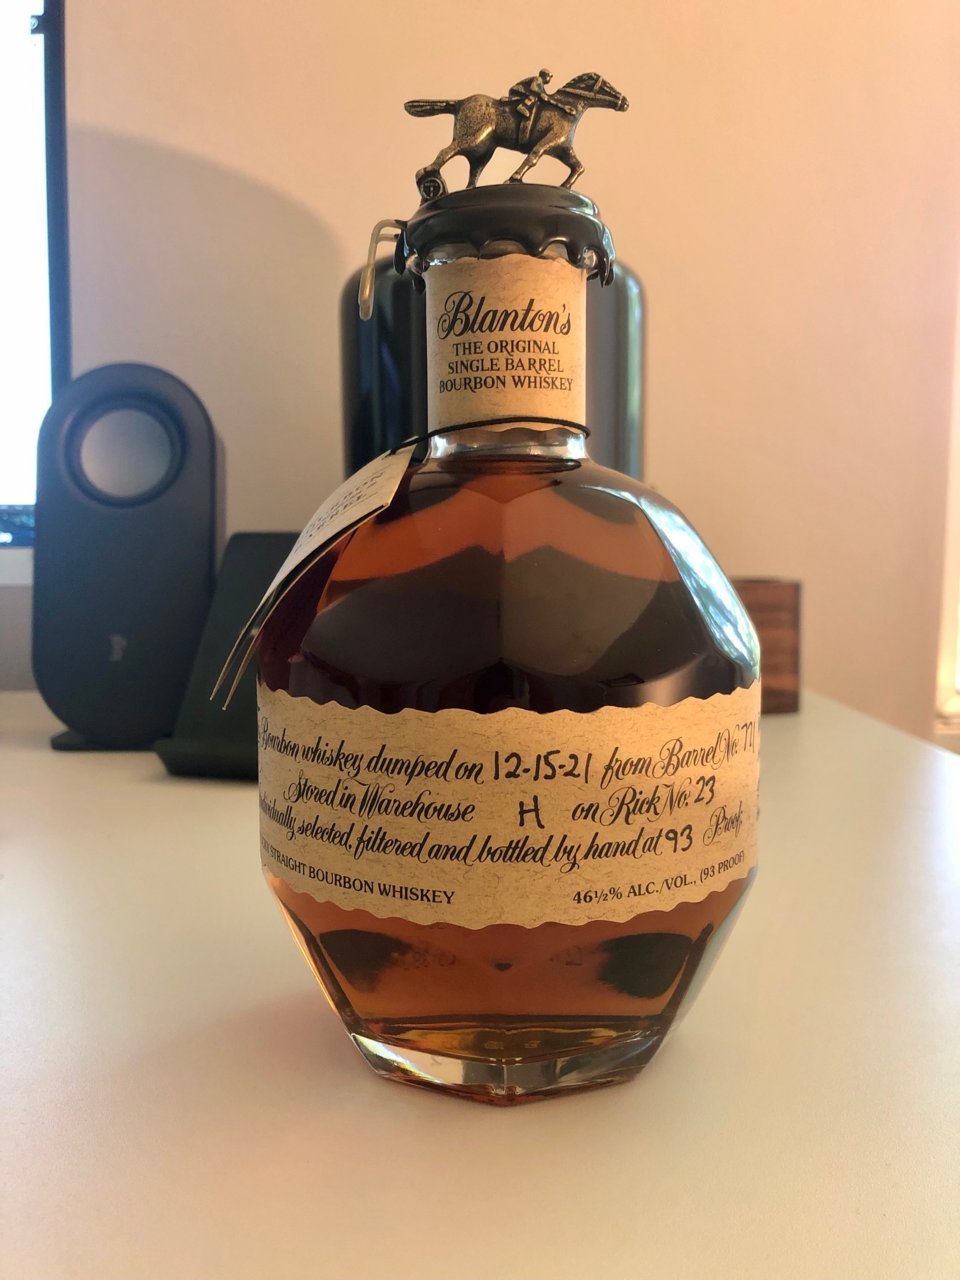 Blanton's
THE ORIGINAL
SINGLE BARREL
BOURBON WHISKEY
Bourbon whiskey dumped on 12-15-21 from Barrel No.
Stored in Warehouse H on Rick No. 23
selected, filtered and bottled by hand at 93 Proof
STRAIGHT BOURBON WHISKEY 46½% ALC./VOL., (93 PROOF)